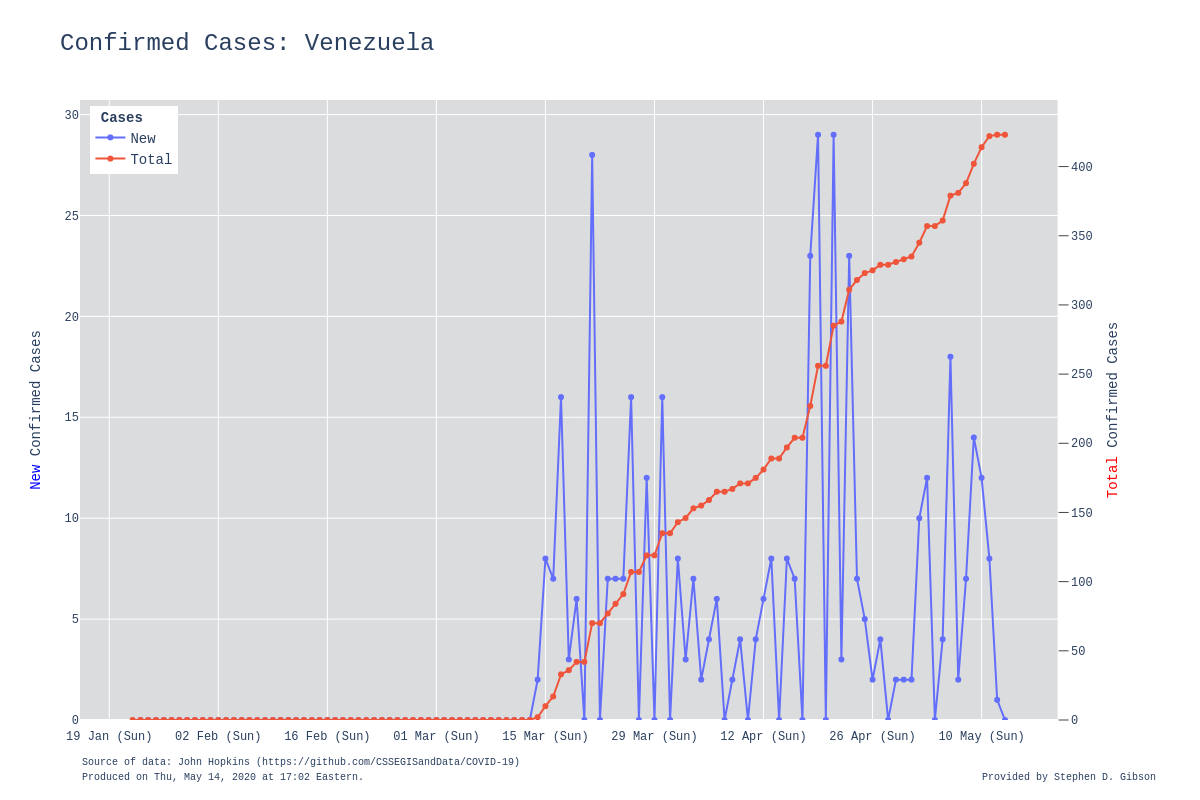 Confirmed Cases: Venezuela
Cases
New
Total
30
25
20
15
10
5
0
400
350
300
250
200
150
100
50
0
New Confirmed Cases
Total Confirmed Cases
19 Jan (Sun) 02 Feb (Sun) 16 Feb (Sun) 01 Mar (Sun) 15 Mar (Sun) 29 Mar (Sun) 12 Apr (Sun) 26 Apr (Sun) 10 May (Sun)
Source of data: John Hopkins (https://github.com/CSSEGISandData/COVID-19)
Produced on Thu, May 14, 2020 at 17:02 Eastern.
Provided by Stephen D. Gibson